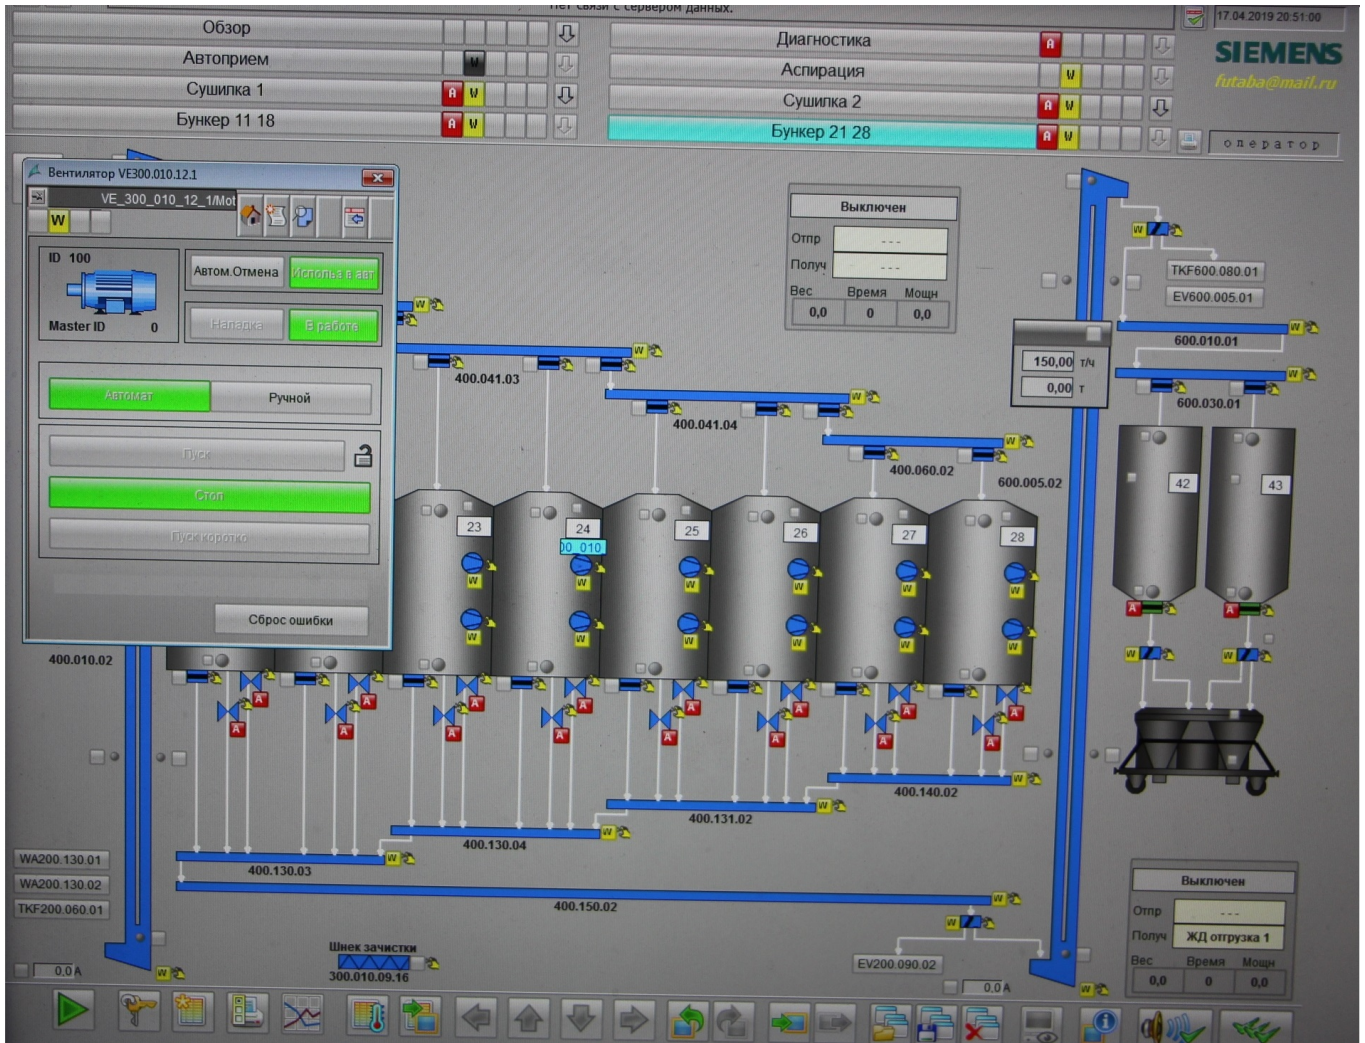 Нет связи с сервером данных.
17.04.2019 20:51:00
SIEMENS
futaba@mail.ru
оператор
Обзор
Автоприем
W
Сушилка 1
A W
Бункер 11 18
A W
Диагностика
A
Аспирация
W
Сушилка 2
A W
Бункер 21 28
A W
Вентилятор VE300.010.12.1
VE_300_010_12_1/Mot
W
ID 100
Master ID 0
Автом.Отмена
Использ в авт
Наладка
В работе
Автомат
Ручной
Пуск
Стоп
Пуск коротко
Сброс ошибки
Выключен
Отпр ---
Получ ---
Вес Время Мощн
0,0 0 0,0
TKF600.080.01
EV600.005.01
600.010.01
600.030.01
150,00 т/ч
0,00 т
400.041.03
400.041.04
400.060.02
600.005.02
23
24
00_010
25
26
27
28
42
43
400.010.02
400.140.02
400.131.02
400.130.04
400.130.03
400.150.02
WA200.130.01
WA200.130.02
TKF200.060.01
0.0 A
Шнек зачистки
300.010.09.16
EV200.090.02
0.0 A
Выключен
Отпр ---
Получ ЖД отгрузка 1
Вес Время Мощн
0,0 0 0,0